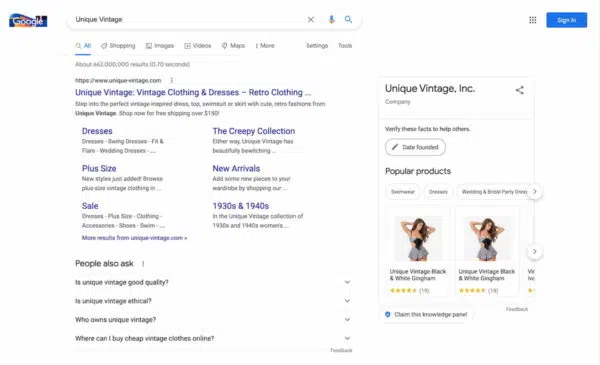 Google
Unique Vintage
Sign in
All
Shopping
Images
Videos
Maps
More
Settings
Tools
About 662,000,000 results (0.70 seconds)
https://www.unique-vintage.com
Unique Vintage: Vintage Clothing & Dresses – Retro Clothing ...
Step into the perfect vintage-inspired dress, top, swimsuit or skirt with cute, retro fashions from
Unique Vintage. Shop now for free shipping over $150!
Dresses
Dresses - Swing Dresses - Fit &
Flare - Wedding Dresses - ...
The Creepy Collection
Either way, Unique Vintage has
beautifully bewitching ...
Plus Size
New styles just added! Browse
plus-size vintage clothing in ...
New Arrivals
Add some new pieces to your
wardrobe by shopping our ...
Sale
Dresses - Plus Size - Clothing -
Accessories - Shoes - Swim - ...
1930s & 1940s
In the Unique Vintage collection of
1930s and 1940s women's ...
More results from unique-vintage.com »
People also ask
Is unique vintage good quality?
Is unique vintage ethical?
Who owns unique vintage?
Where can I buy cheap vintage clothes online?
Feedback
Unique Vintage, Inc.
Company
Verify these facts to help others.
Date founded
Popular products
Swimwear
Dresses
Wedding & Bridal Party Dress
Unique Vintage Black
& White Gingham
(19)
Unique Vintage Black
& White Gingham
(19)
Feedback
Claim this knowledge panel